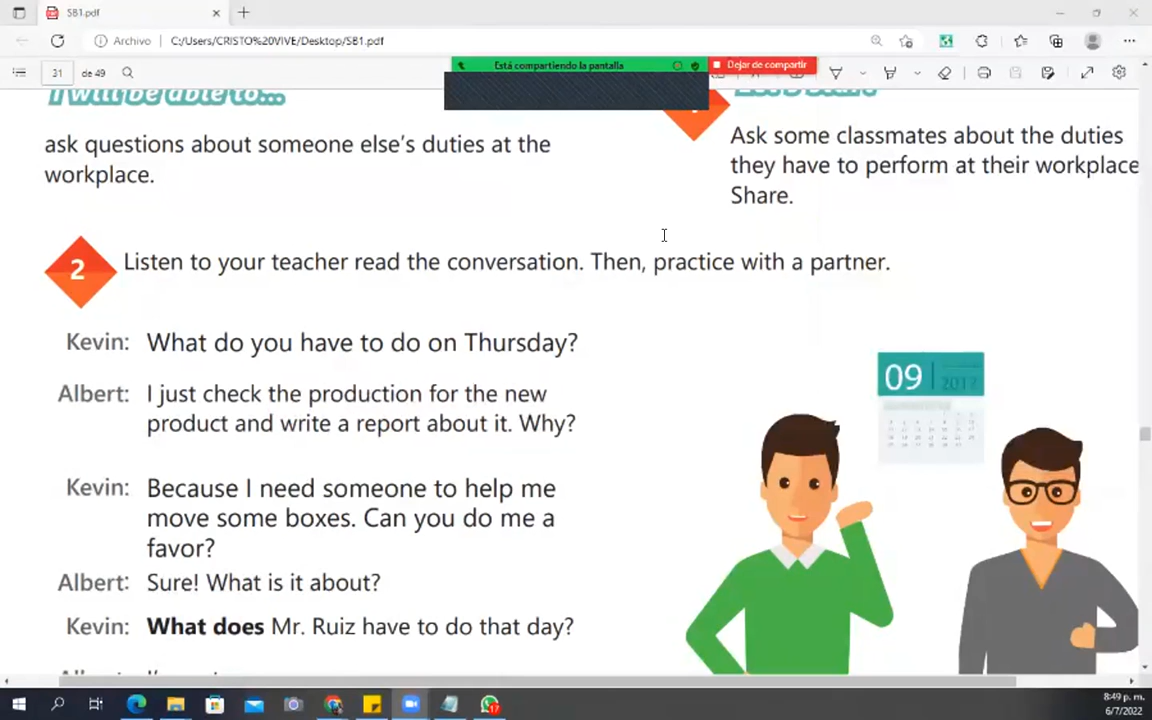 SB1.pdf
Archivo | C:/Users/CRISTO%20VIVE/Desktop/SB1.pdf
31 de 49
Está compartiendo la pantalla
Dejar de compartir
I will be able to...
ask questions about someone else's duties at the
workplace.
Ask some classmates about the duties
they have to perform at their workplace
Share.
2
Listen to your teacher read the conversation. Then, practice with a partner.
Kevin: What do you have to do on Thursday?
Albert: I just check the production for the new
product and write a report about it. Why?
Kevin: Because I need someone to help me
move some boxes. Can you do me a
favor?
Albert: Sure! What is it about?
Kevin: What does Mr. Ruiz have to do that day?
09
2017
17
8:49 p. m.
6/7/2022